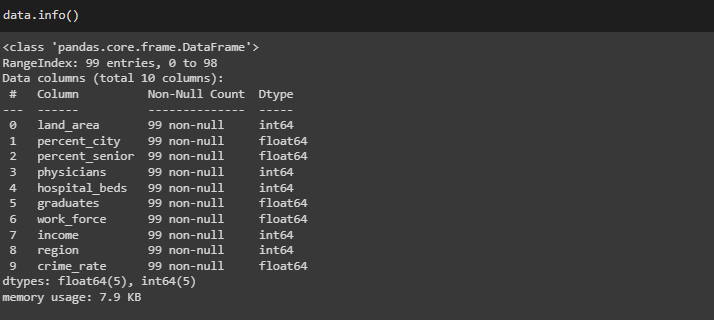 data.info()
<class 'pandas.core.frame.DataFrame'>
RangeIndex: 99 entries, 0 to 98
Data columns (total 10 columns):
 #   Column          Non-Null Count  Dtype
---  ------          --------------  -----
 0   land_area       99 non-null     int64
 1   percent_city    99 non-null     float64
 2   percent_senior  99 non-null     float64
 3   physicians      99 non-null     int64
 4   hospital_beds   99 non-null     int64
 5   graduates       99 non-null     float64
 6   work_force      99 non-null     float64
 7   income          99 non-null     int64
 8   region          99 non-null     int64
 9   crime_rate      99 non-null     float64
dtypes: float64(5), int64(5)
memory usage: 7.9 KB